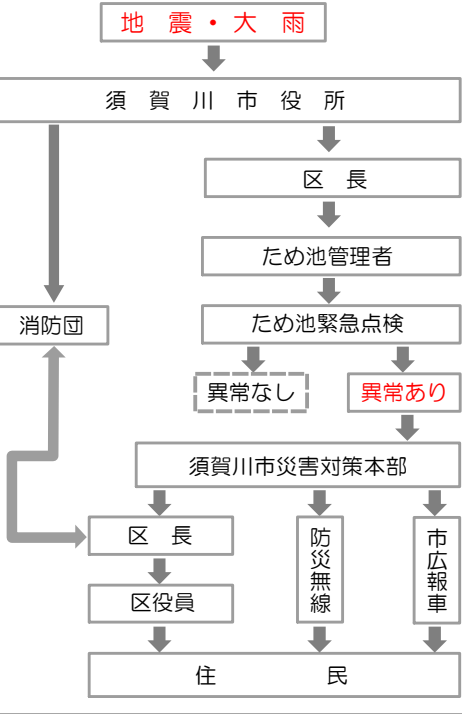 地震・大雨
須賀川市役所
区長
ため池管理者
消防団
ため池緊急点検
異常なし
異常あり
須賀川市災害対策本部
区長
防災無線
市広報車
区役員
住民